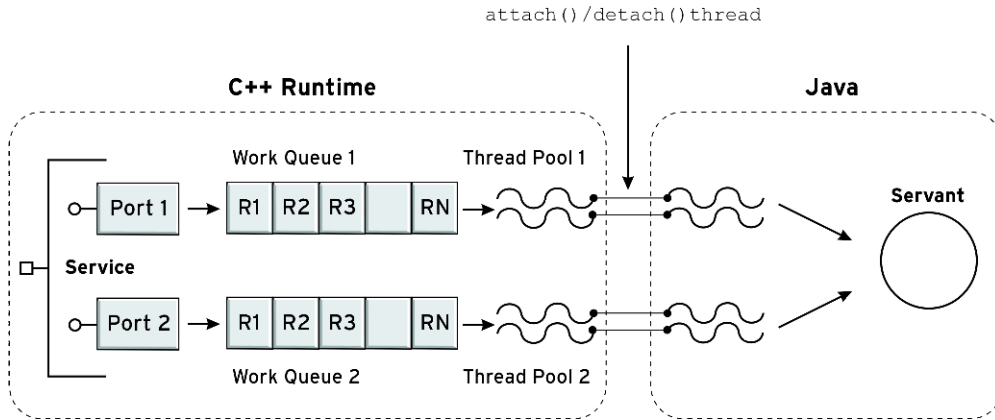 attach()/detach()thread
C++ Runtime
Java
Work Queue 1
Thread Pool 1
Port 1
R1
R2
R3
RN
Servant
Service
Port 2
R1
R2
R3
RN
Work Queue 2
Thread Pool 2